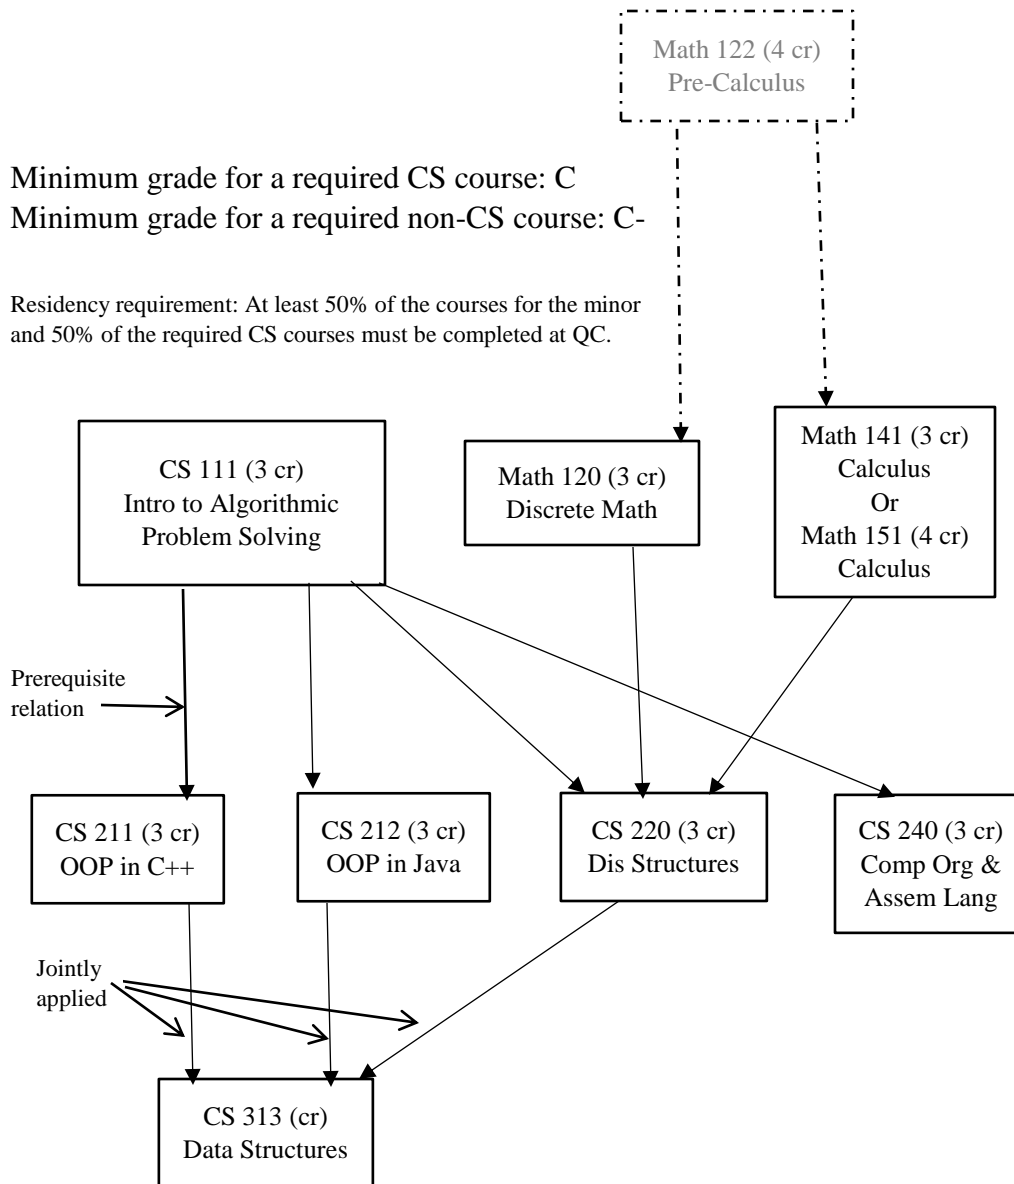 Math 122 (4 cr)
Pre-Calculus
Minimum grade for a required CS course: C
Minimum grade for a required non-CS course: C-
Residency requirement: At least 50% of the courses for the minor
and 50% of the required CS courses must be completed at QC.
CS 111 (3 cr)
Intro to Algorithmic
Problem Solving
Math 120 (3 cr)
Discrete Math
Math 141 (3 cr)
Calculus
Or
Math 151 (4 cr)
Calculus
Prerequisite
relation
CS 211 (3 cr)
OOP in C++
CS 212 (3 cr)
OOP in Java
CS 220 (3 cr)
Dis Structures
CS 240 (3 cr)
Comp Org &
Assem Lang
Jointly
applied
CS 313 (cr)
Data Structures